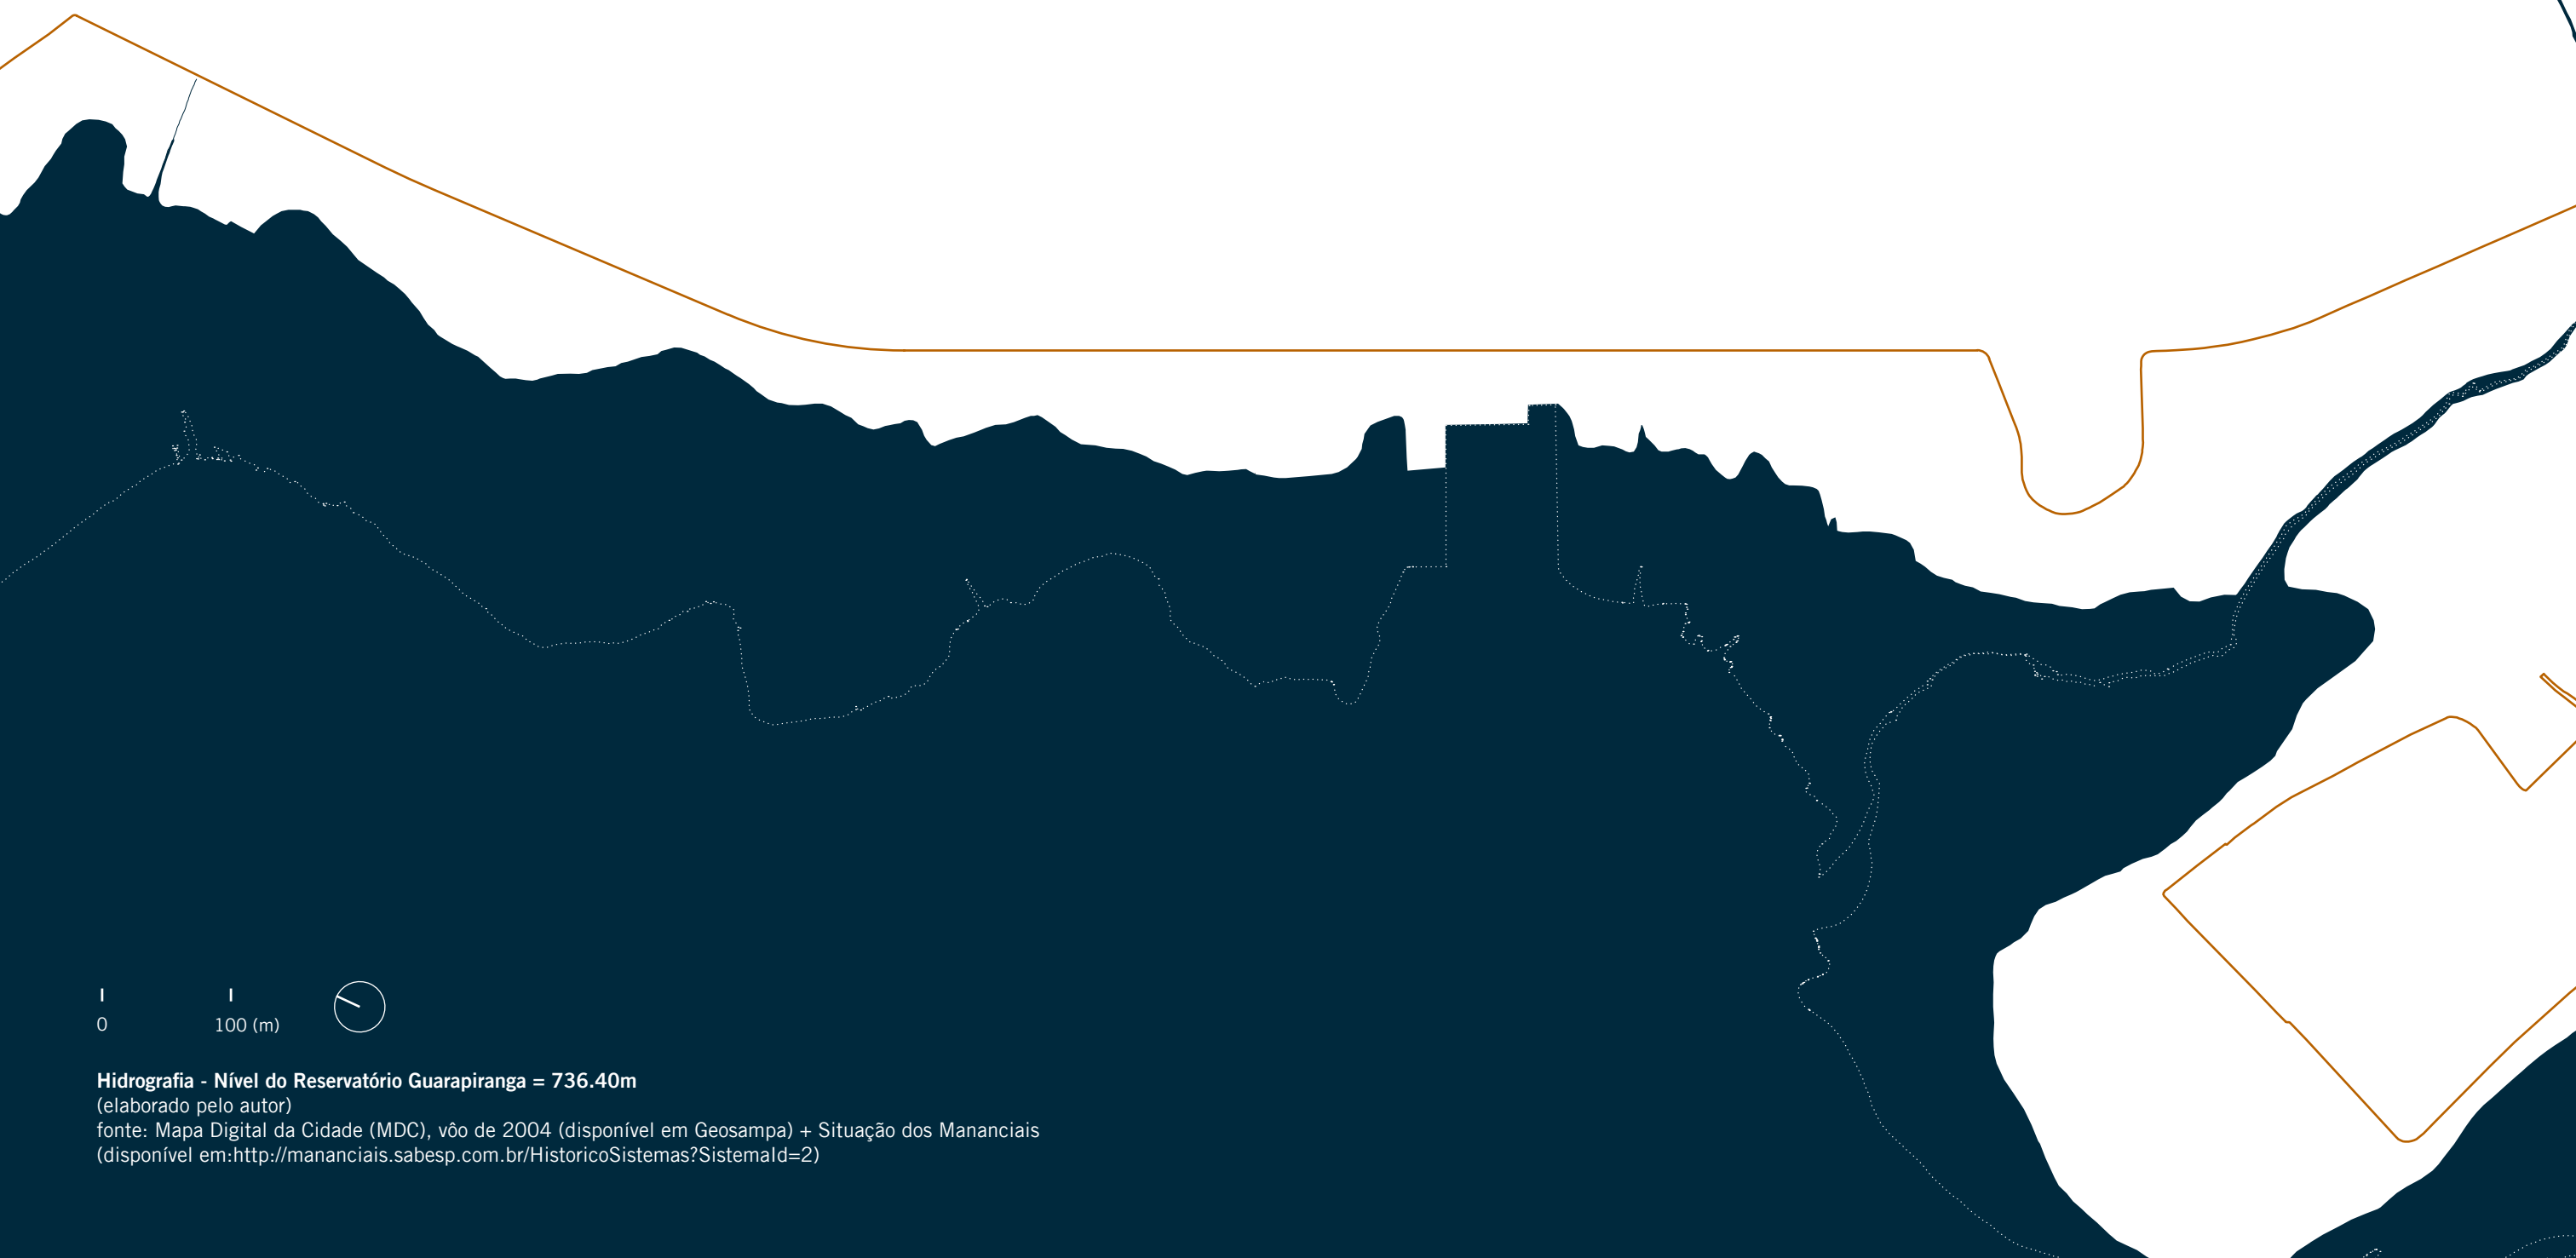 0 100 (m)
Hidrografia - Nível do Reservatório Guarapiranga = 736.40m
(elaborado pelo autor)
fonte: Mapa Digital da Cidade (MDC), vôo de 2004 (disponível em Geosampa) + Situação dos Mananciais
(disponível em:http://mananciais.sabesp.com.br/HistoricoSistemas?SistemaId=2)